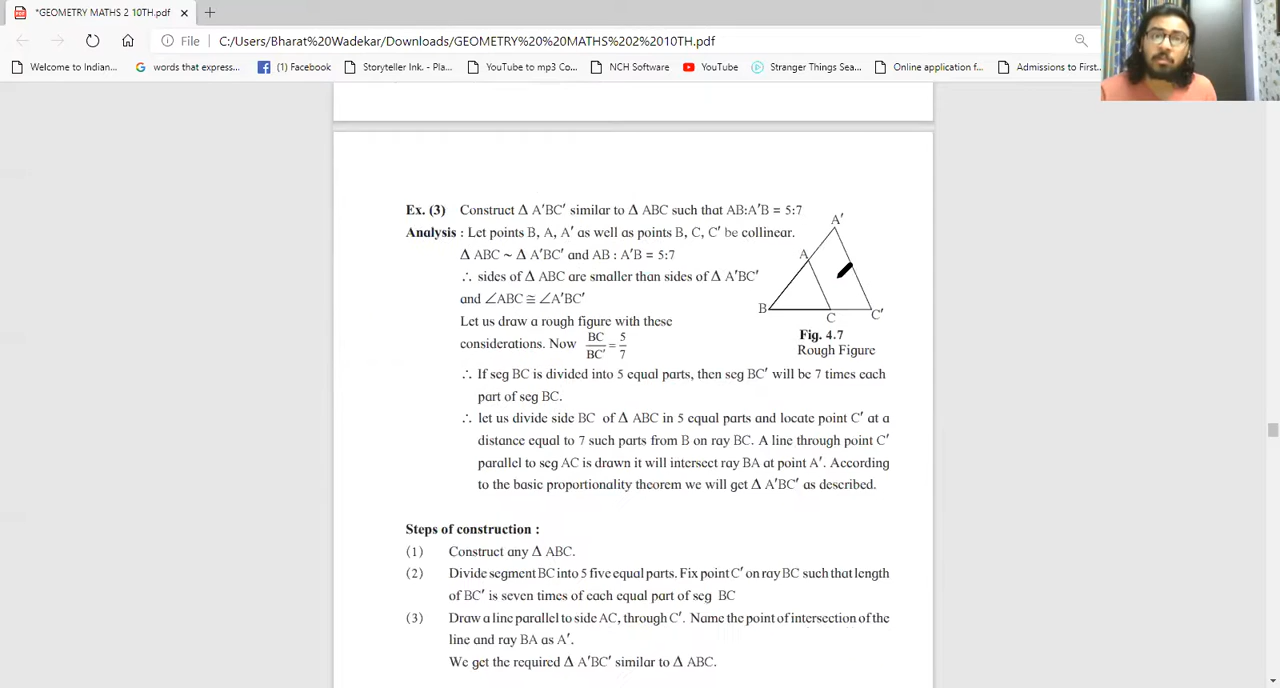 *GEOMETRY MATHS 2 10TH.pdf
File C:/Users/Bharat%20Wadekar/Downloads/GEOMETRY%20%20MATHS%202%2010TH.pdf
Welcome to Indian... words that express... (1) Facebook Storyteller Ink. - Pla... YouTube to mp3 Co... NCH Software YouTube Stranger Things Sea... Online application f... Admissions to First...
Ex. (3) Construct Δ A′BC′ similar to Δ ABC such that AB:A′B = 5:7
Analysis : Let points B, A, A′ as well as points B, C, C′ be collinear.
Δ ABC ~ Δ A′BC′ and AB : A′B = 5:7
∴ sides of Δ ABC are smaller than sides of Δ A′BC′
and ∠ABC ≅ ∠A′BC′
Let us draw a rough figure with these
considerations. Now BC/BC′ = 5/7
A′
A
B
C
C′
Fig. 4.7
Rough Figure
∴ If seg BC is divided into 5 equal parts, then seg BC′ will be 7 times each
part of seg BC.
∴ let us divide side BC of Δ ABC in 5 equal parts and locate point C′ at a
distance equal to 7 such parts from B on ray BC. A line through point C′
parallel to seg AC is drawn it will intersect ray BA at point A′. According
to the basic proportionality theorem we will get Δ A′BC′ as described.
Steps of construction :
(1) Construct any Δ ABC.
(2) Divide segment BC into 5 five equal parts. Fix point C′ on ray BC such that length
of BC′ is seven times of each equal part of seg BC
(3) Draw a line parallel to side AC, through C′. Name the point of intersection of the
line and ray BA as A′.
We get the required Δ A′BC′ similar to Δ ABC.